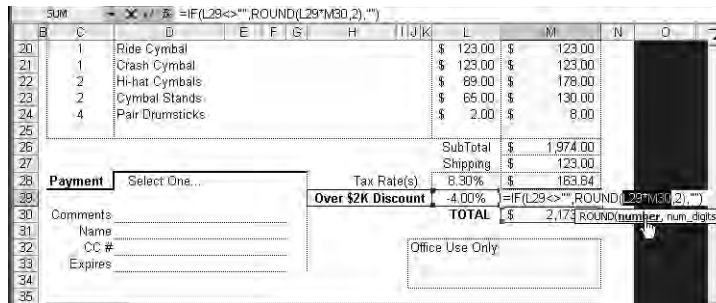 SUM =IF(L29<>"",ROUND(L29*M30,2),"")
B C D E F G H I J K L M N O
20 1 Ride Cymbal $ 123.00 $ 123.00
21 1 Crash Cymbal $ 123.00 $ 123.00
22 2 Hi-hat Cymbals $ 89.00 $ 178.00
23 2 Cymbal Stands $ 65.00 $ 130.00
24 4 Pair Drumsticks $ 2.00 $ 8.00
25
26 SubTotal $ 1,974.00
27 Shipping $ 123.00
28 Payment Select One... Tax Rate(s) 8.30% $ 163.84
29 Over $2K Discount -4.00% =IF(L29<>"",ROUND(L29*M30,2),"")
30 Comments TOTAL $ 2,173 ROUND(number, num_digits
31 Name
32 CC # Office Use Only
33 Expires
34
35